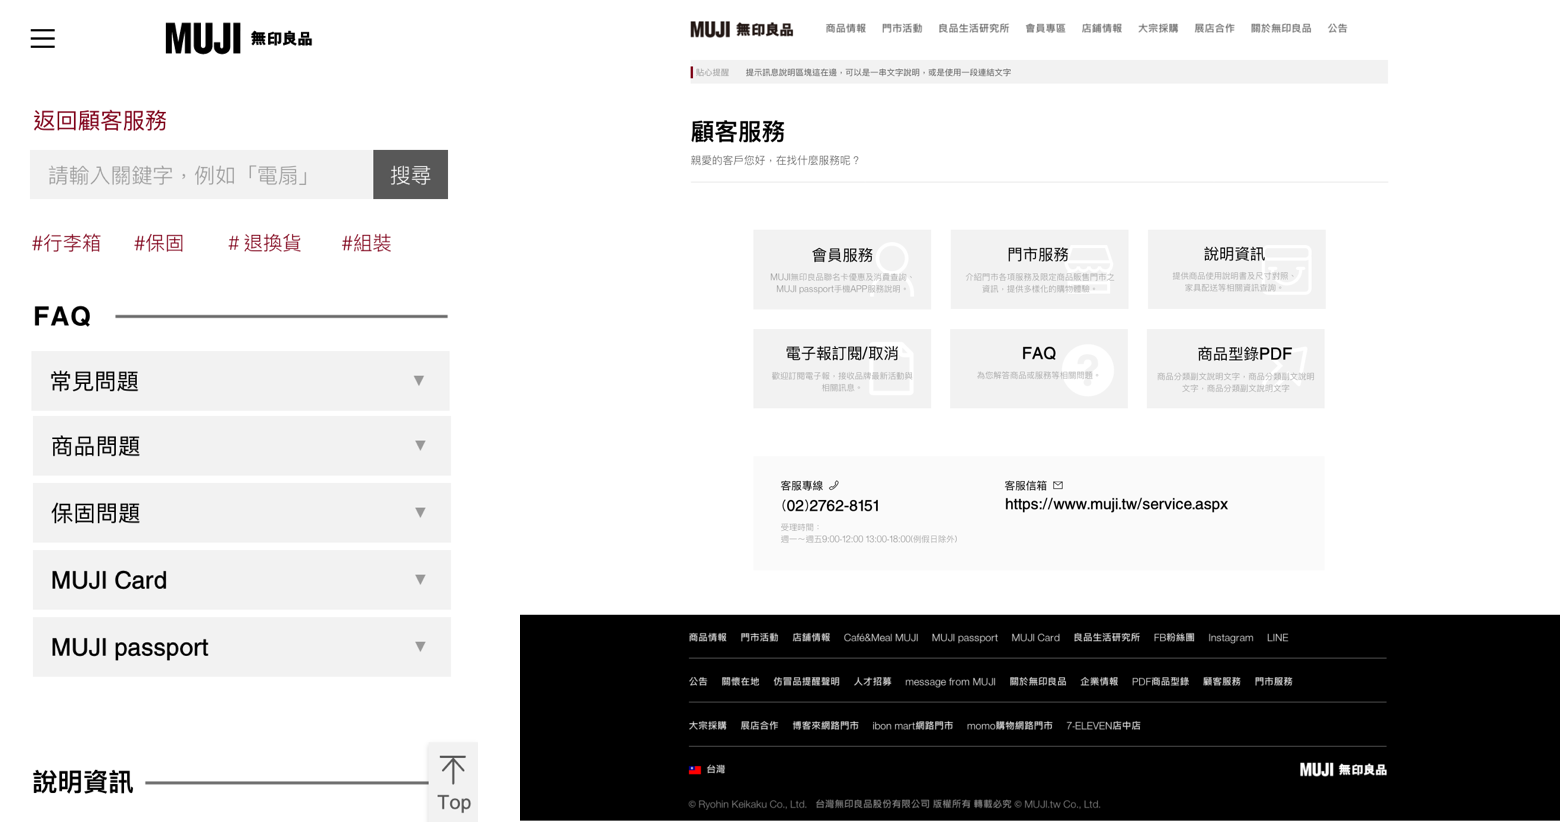 MUJI 無印良品
返回顧客服務
請輸入關鍵字，例如「電扇」 搜尋
#行李箱 #保固 # 退換貨 #組裝
FAQ
常見問題 ▼
商品問題 ▼
保固問題 ▼
MUJI Card ▼
MUJI passport ▼
說明資訊
Top
MUJI 無印良品 商品情報 門市活動 良品生活研究所 會員專區 店鋪情報 大宗採購 展店合作 關於無印良品 公告
貼心提醒 提示訊息說明區塊這在邊，可以是一串文字說明，或是使用一段連結文字
顧客服務
親愛的客戶您好，在找什麼服務呢？
會員服務
MUJI無印良品聯名卡優惠及消費查詢、
MUJI passport手機APP服務說明。
門市服務
介紹門市各項服務及限定商品販售門市之
資訊，提供多樣化的購物體驗。
說明資訊
提供商品使用說明書及尺寸對照、
家具配送等相關資訊查詢。
電子報訂閱/取消
歡迎訂閱電子報，接收品牌最新活動與
相關訊息。
FAQ
為您解答商品或服務等相關問題。
商品型錄PDF
商品分類副文說明文字，商品分類副文說明
文字，商品分類副文說明文字
客服專線
(02)2762-8151
受理時間：
週一～週五9:00-12:00 13:00-18:00(例假日除外)
客服信箱
https://www.muji.tw/service.aspx
商品情報 門市活動 店鋪情報 Café&Meal MUJI MUJI passport MUJI Card 良品生活研究所 FB粉絲團 Instagram LINE
公告 關懷在地 仿冒品提醒聲明 人才招募 message from MUJI 關於無印良品 企業情報 PDF商品型錄 顧客服務 門市服務
大宗採購 展店合作 博客來網路門市 ibon mart網路門市 momo購物網路門市 7-ELEVEN店中店
台灣 MUJI 無印良品
© Ryohin Keikaku Co., Ltd. 台灣無印良品股份有限公司 版權所有 轉載必究 © MUJI.tw Co., Ltd.